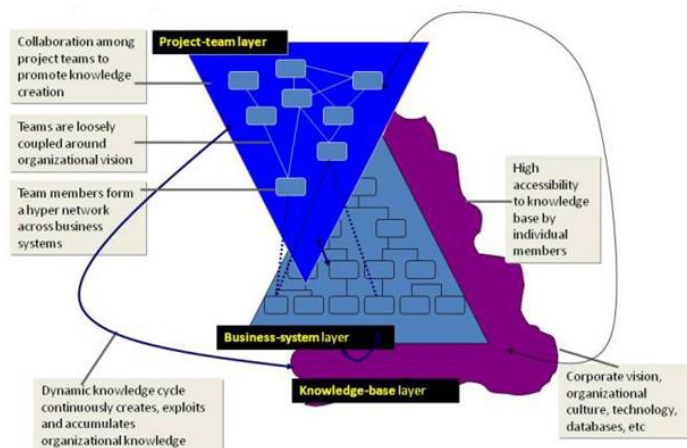 Collaboration among
project teams to
promote knowledge
creation
Project-team layer
Teams are loosely
coupled around
organizational vision
Team members form
a hyper network
across business
systems
High
accessibility
to knowledge
base by
individual
members
Business-system layer
Knowledge-base layer
Dynamic knowledge cycle
continuously creates, exploits
and accumulates
organizational knowledge
Corporate vision,
organizational
culture, technology,
databases, etc